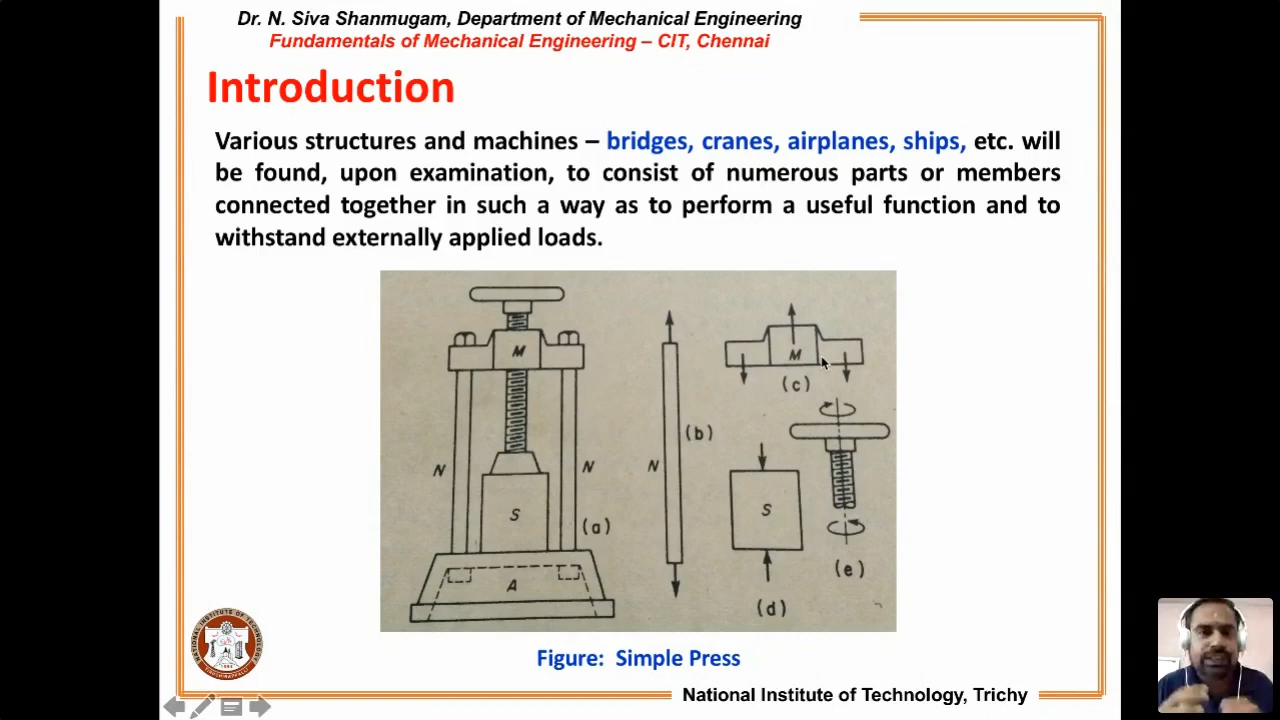 Dr. N. Siva Shanmugam, Department of Mechanical Engineering
Fundamentals of Mechanical Engineering – CIT, Chennai
Introduction
Various structures and machines – bridges, cranes, airplanes, ships, etc. will
be found, upon examination, to consist of numerous parts or members
connected together in such a way as to perform a useful function and to
withstand externally applied loads.
M
N
N
S
(a)
A
N
(b)
M
(c)
S
(d)
(e)
Figure: Simple Press
National Institute of Technology, Trichy